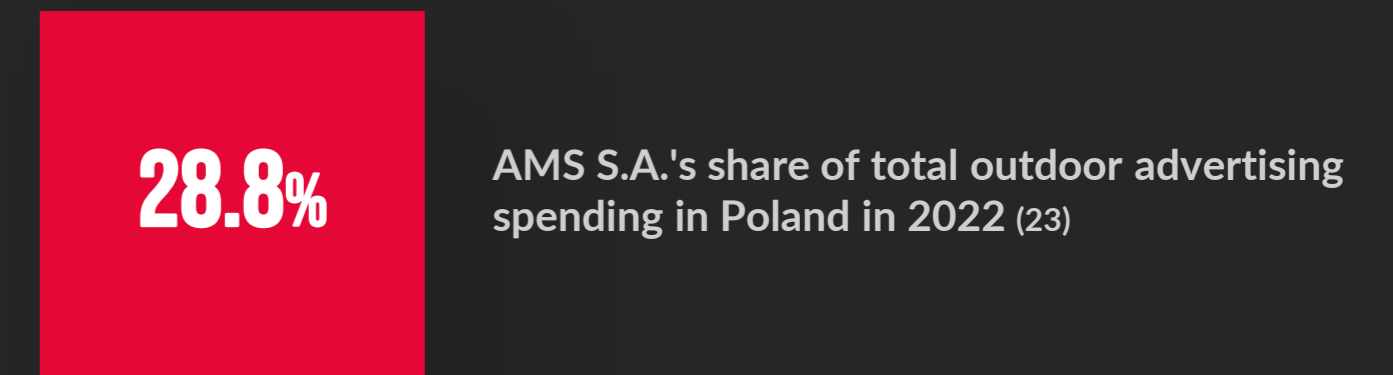 28.8%
AMS S.A.'s share of total outdoor advertising
spending in Poland in 2022 (23)